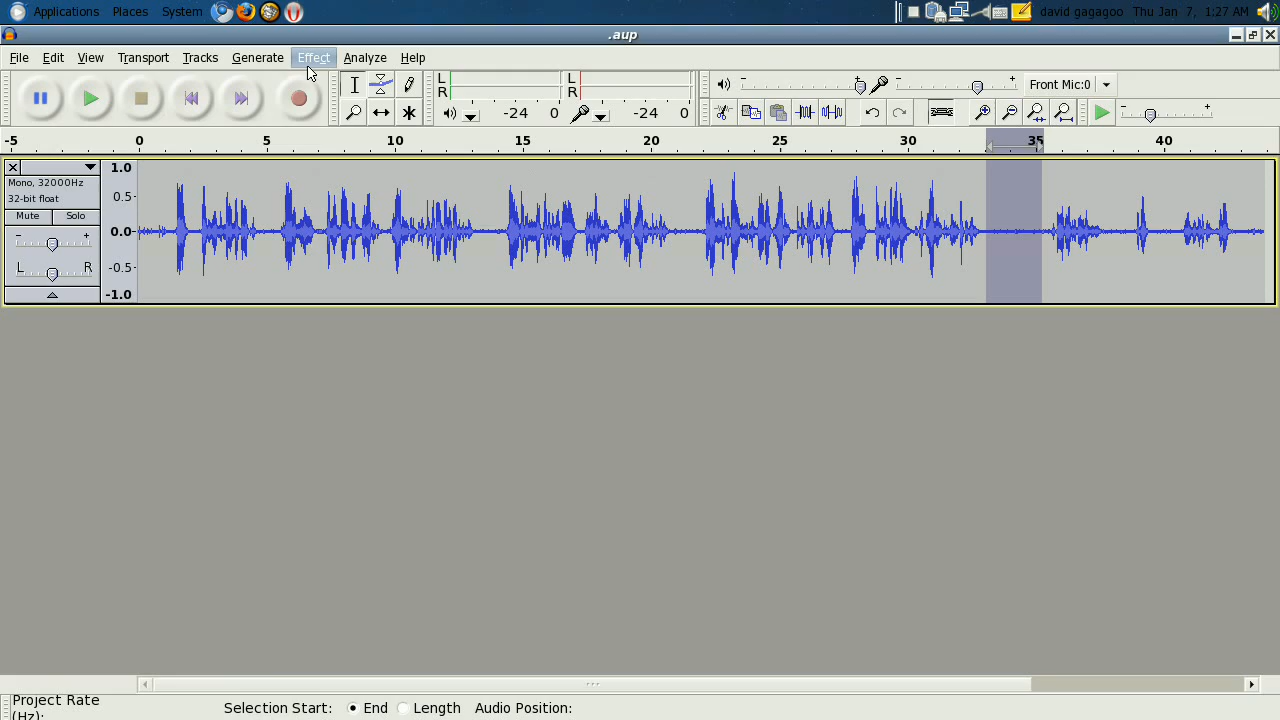 Applications Places System david gagagoo Thu Jan 7, 1:27 AM
.aup
File Edit View Transport Tracks Generate Effect Analyze Help
L
R
L
R
-24 0
-24 0
Front Mic:0
-5 0 5 10 15 20 25 30 35 40
Mono, 32000Hz
32-bit float
Mute Solo
- +
L R
1.0
0.5
0.0
-0.5
-1.0
Project Rate
(Hz):
Selection Start: End Length Audio Position: